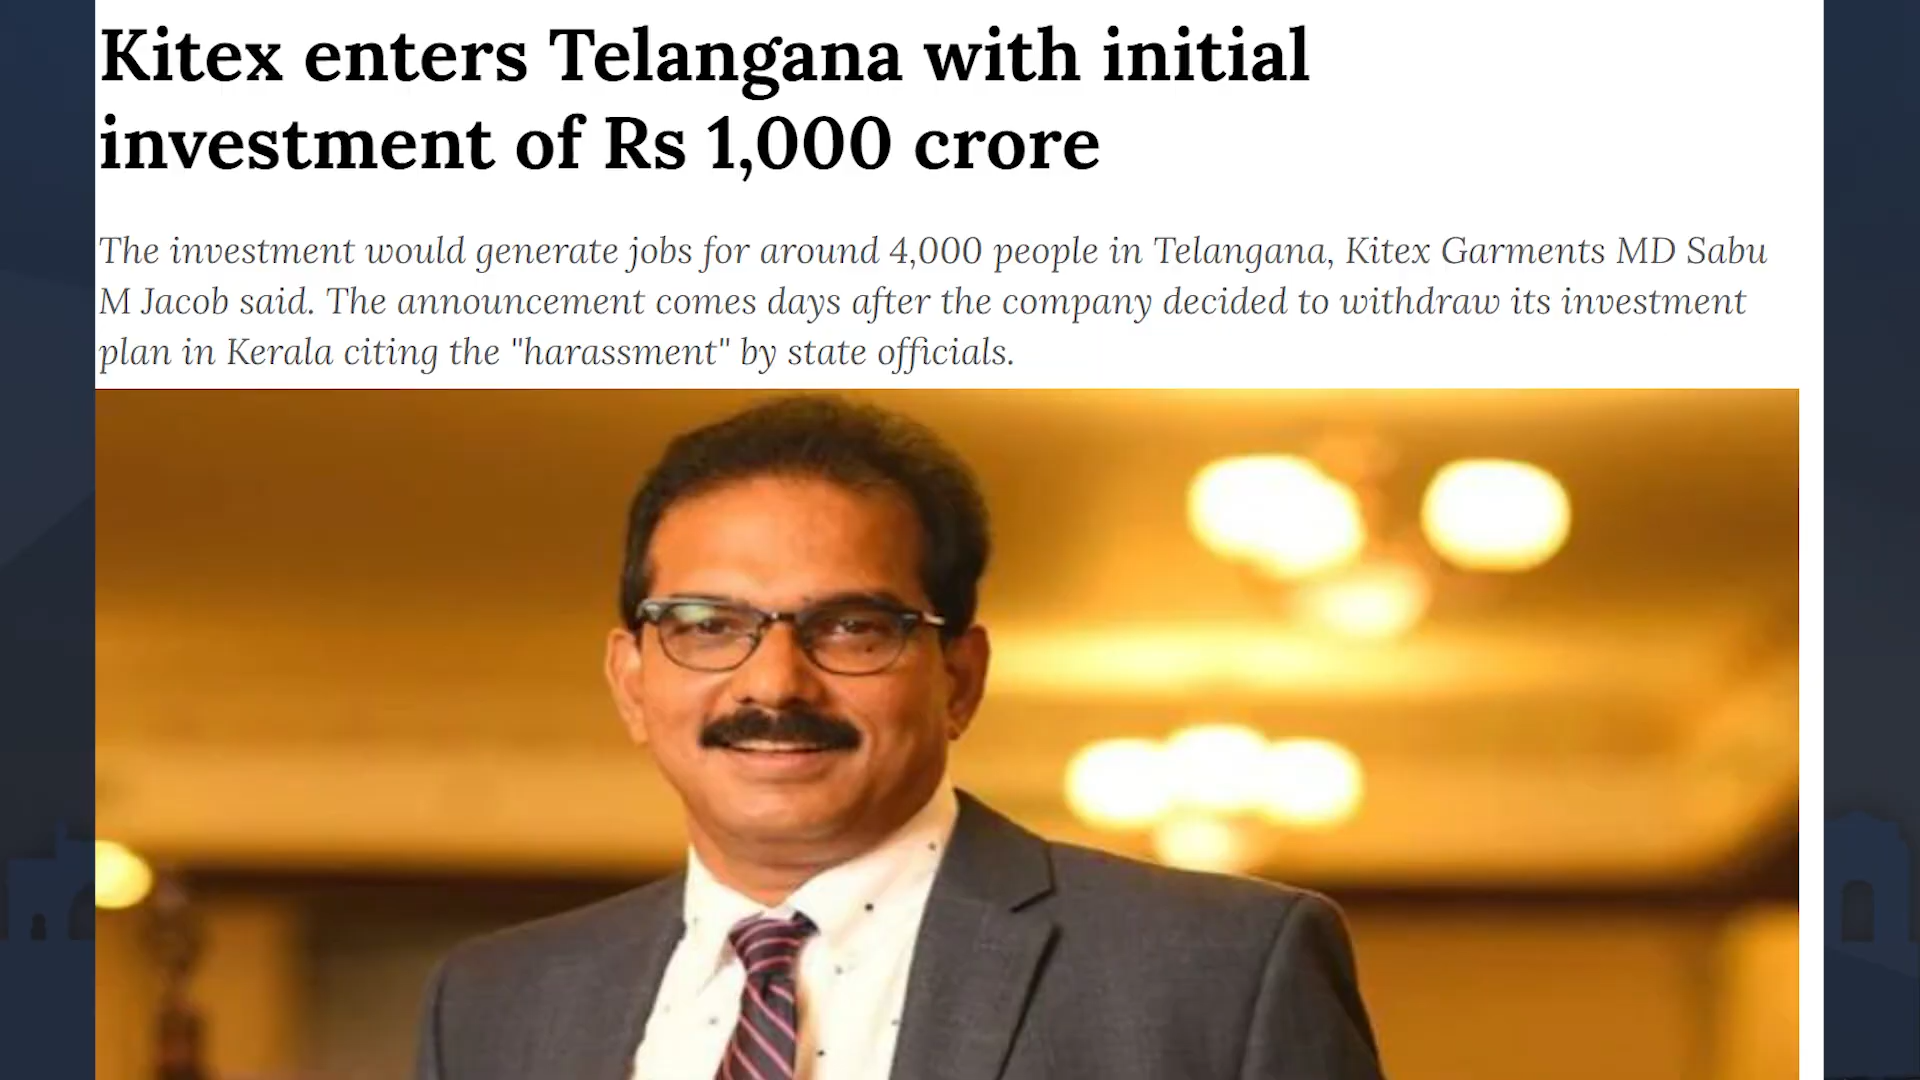 Kitex enters Telangana with initial
investment of Rs 1,000 crore
The investment would generate jobs for around 4,000 people in Telangana, Kitex Garments MD Sabu
M Jacob said. The announcement comes days after the company decided to withdraw its investment
plan in Kerala citing the "harassment" by state officials.